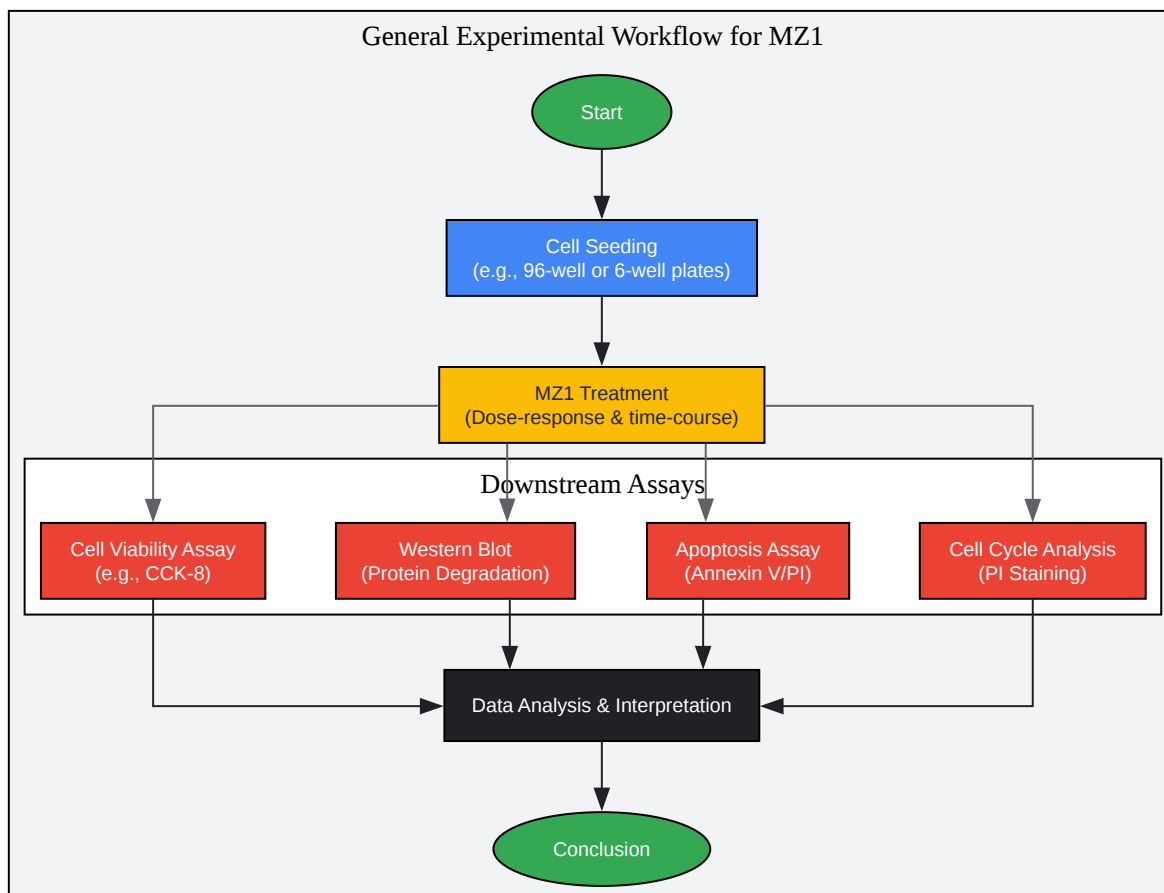 General Experimental Workflow for MZ1
Start
Cell Seeding
(e.g., 96-well or 6-well plates)
MZ1 Treatment
(Dose-response & time-course)
Downstream Assays
Cell Viability Assay
(e.g., CCK-8)
Western Blot
(Protein Degradation)
Apoptosis Assay
(Annexin V/PI)
Cell Cycle Analysis
(PI Staining)
Data Analysis & Interpretation
Conclusion